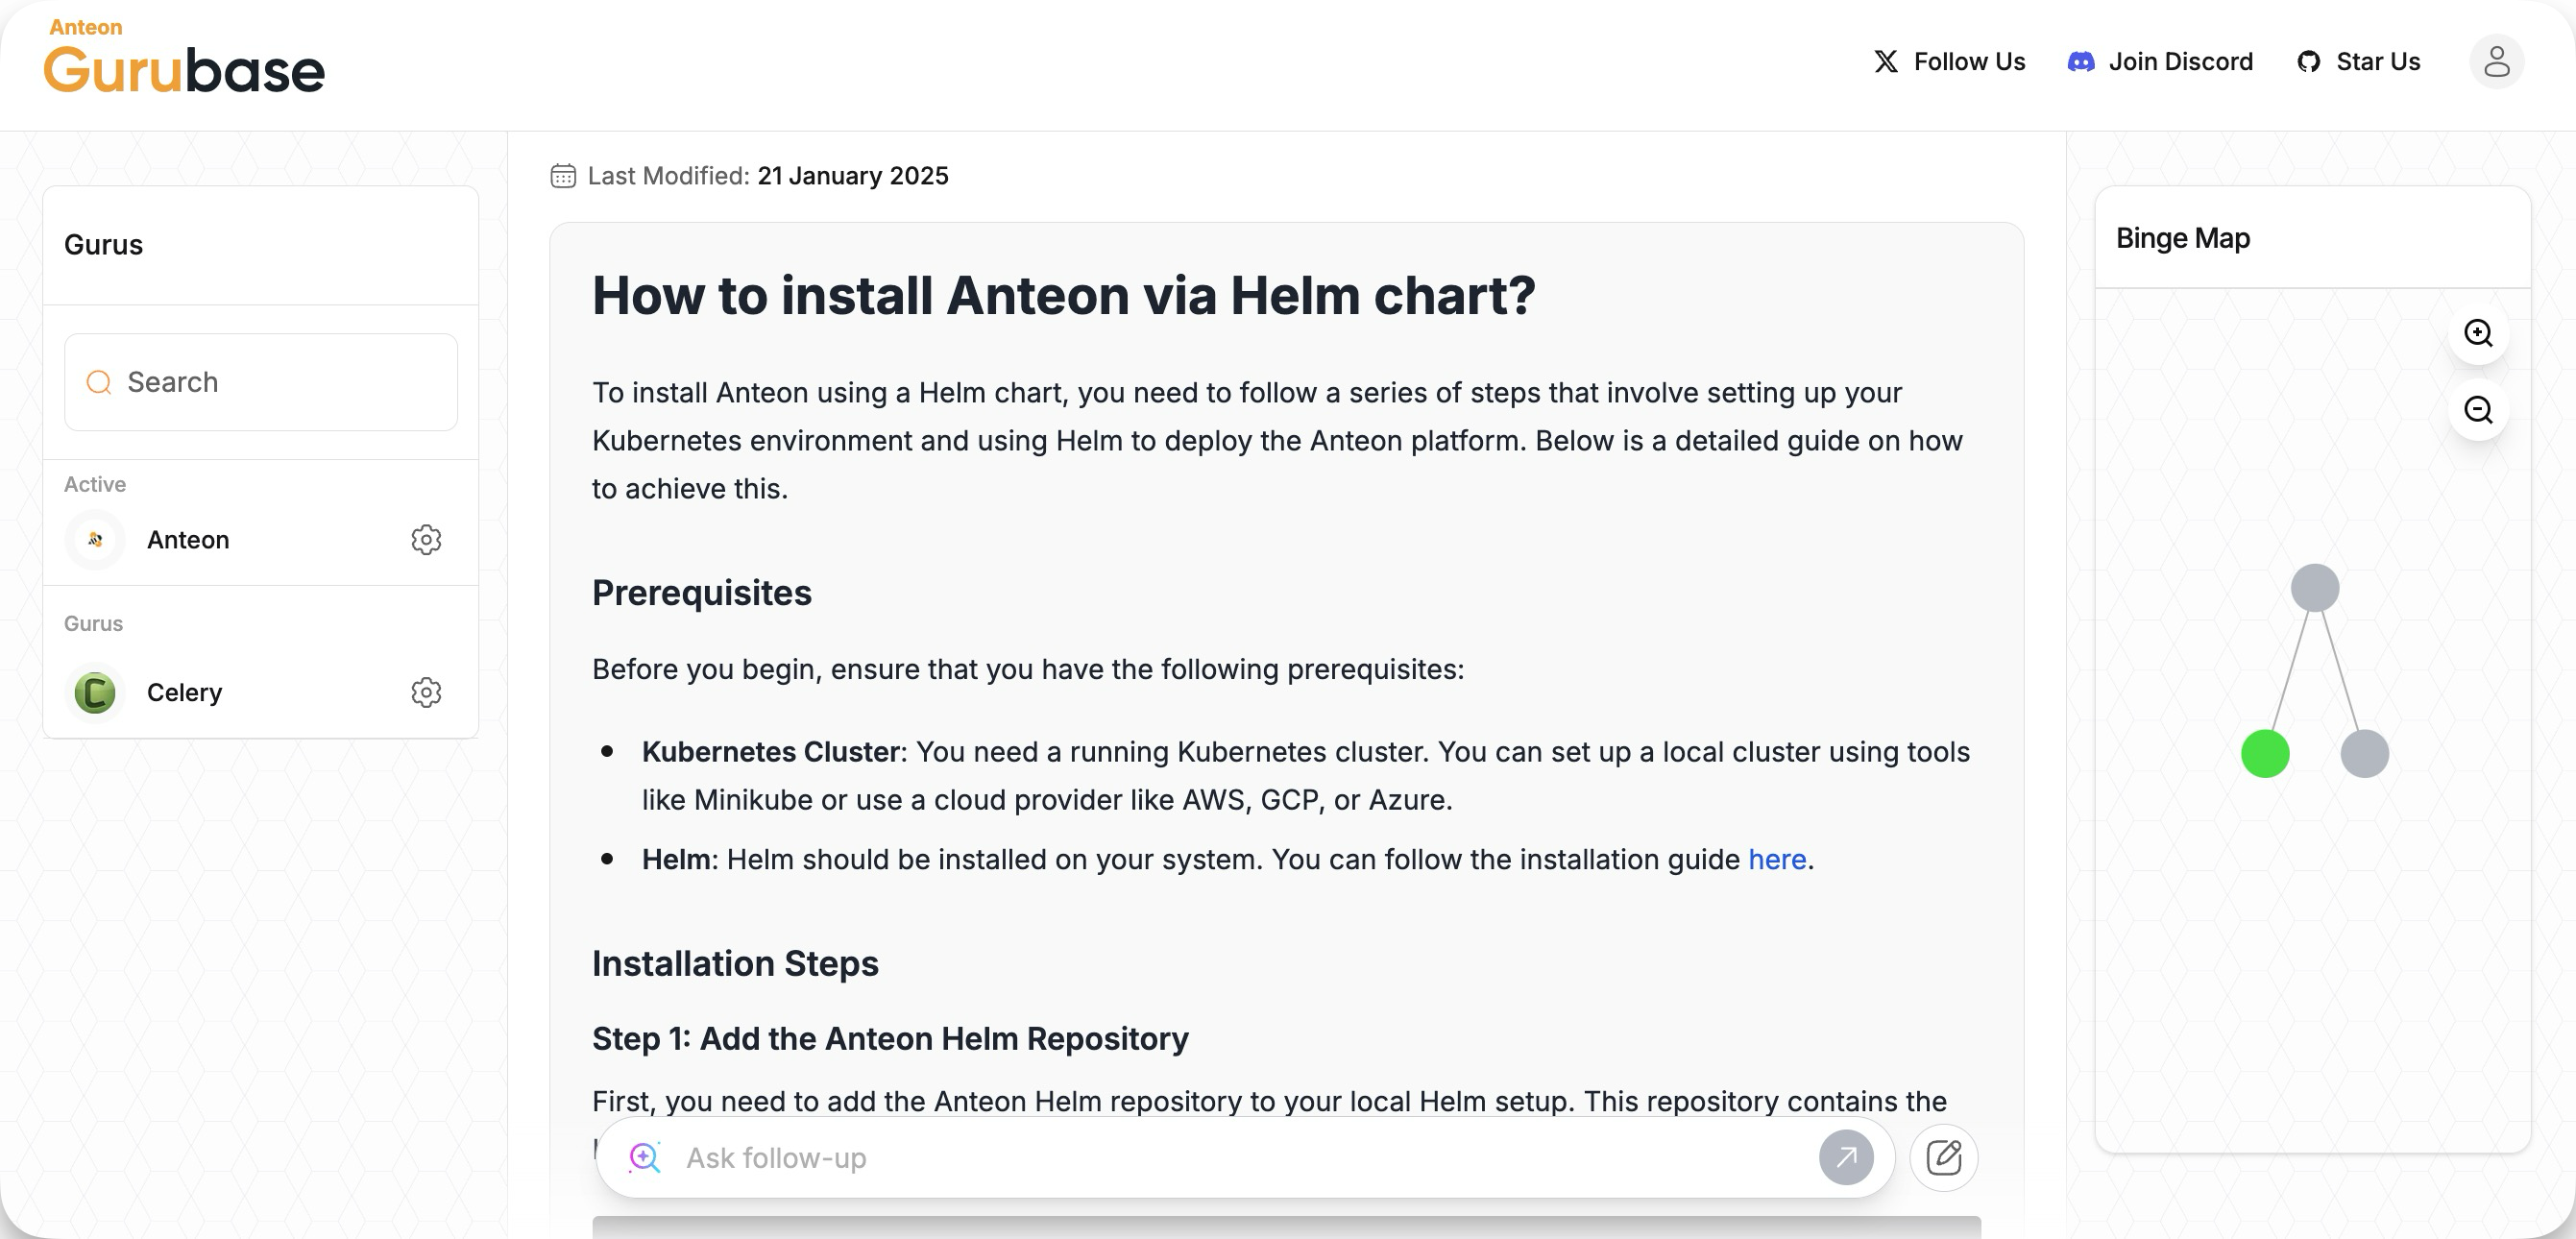 Anteon
Gurubase
Follow Us
Join Discord
Star Us
Gurus
Search
Active
Anteon
Gurus
Celery
Last Modified: 21 January 2025
How to install Anteon via Helm chart?
To install Anteon using a Helm chart, you need to follow a series of steps that involve setting up your
Kubernetes environment and using Helm to deploy the Anteon platform. Below is a detailed guide on how
to achieve this.
Prerequisites
Before you begin, ensure that you have the following prerequisites:
Kubernetes Cluster: You need a running Kubernetes cluster. You can set up a local cluster using tools
like Minikube or use a cloud provider like AWS, GCP, or Azure.
Helm: Helm should be installed on your system. You can follow the installation guide here.
Installation Steps
Step 1: Add the Anteon Helm Repository
First, you need to add the Anteon Helm repository to your local Helm setup. This repository contains the
Ask follow-up
Binge Map